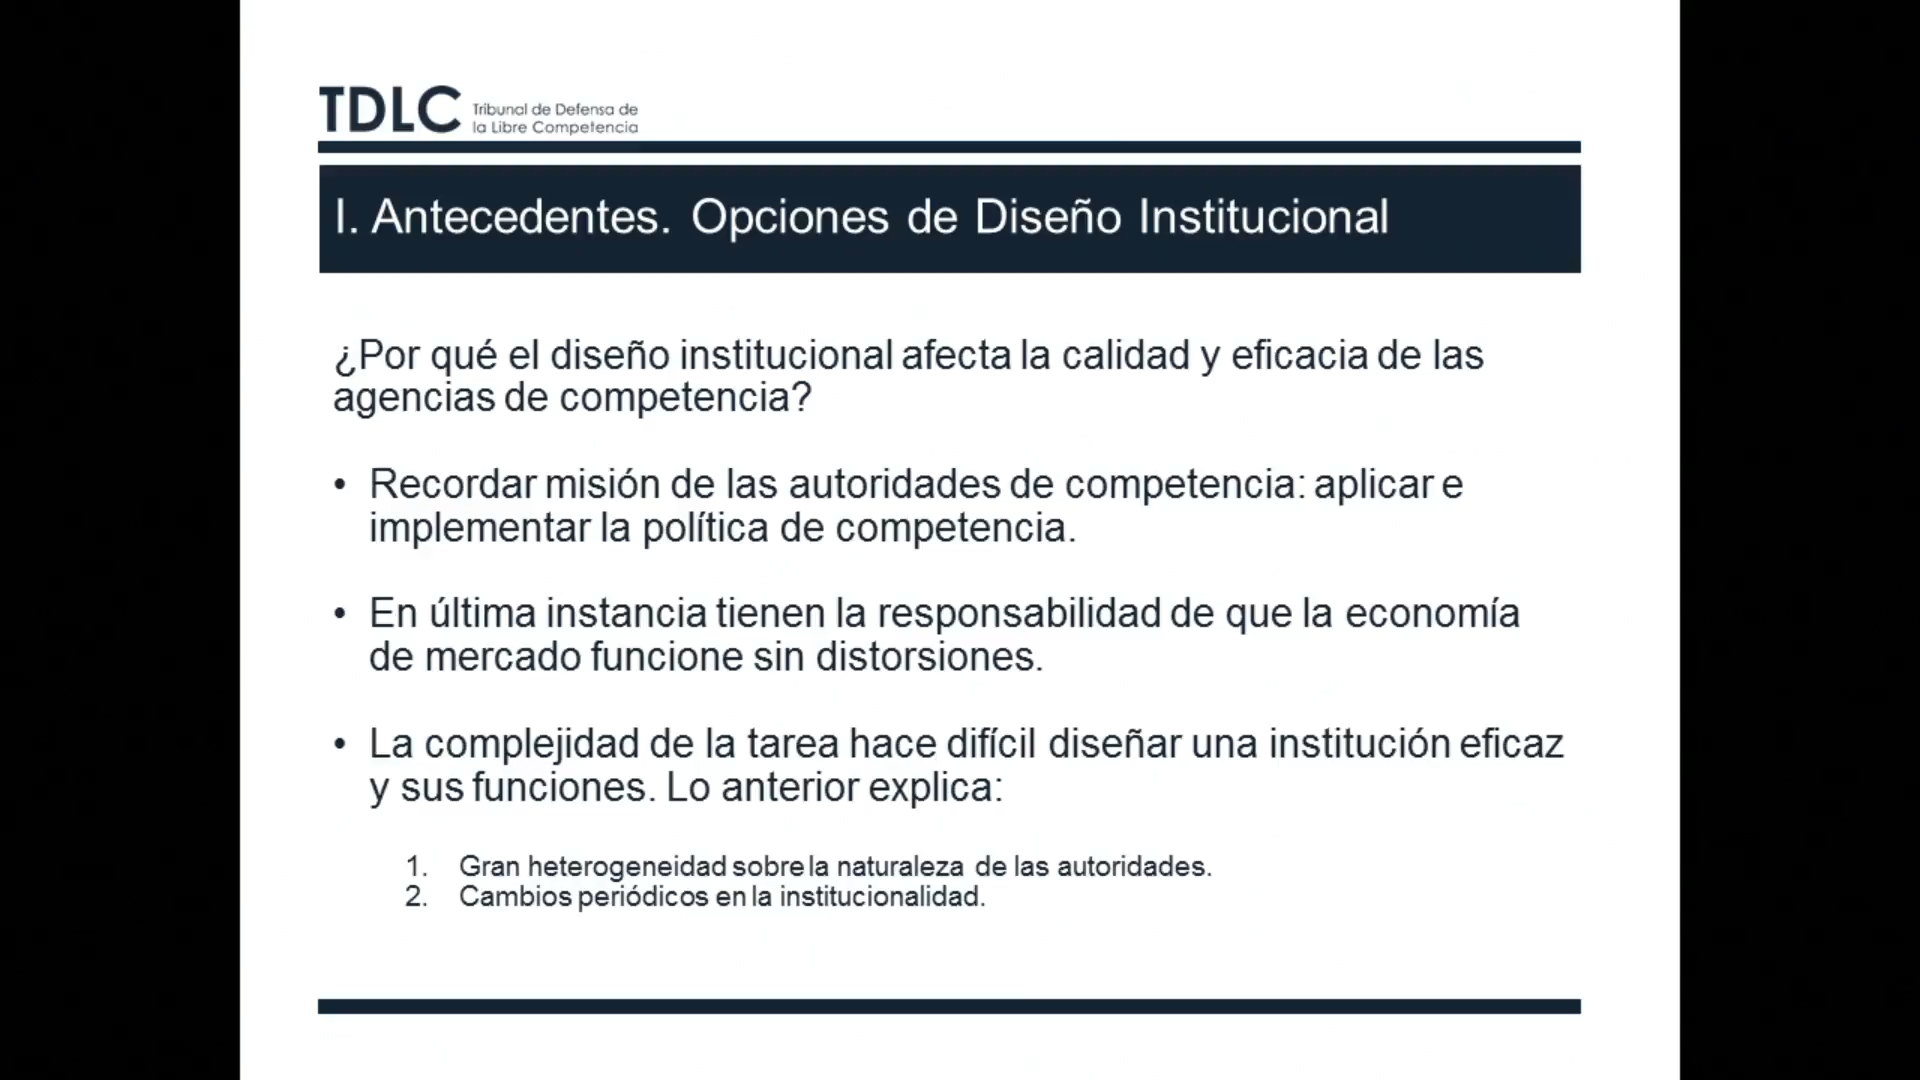 TDLC Tribunal de Defensa de
la Libre Competencia
I. Antecedentes. Opciones de Diseño Institucional
¿Por qué el diseño institucional afecta la calidad y eficacia de las
agencias de competencia?
• Recordar misión de las autoridades de competencia: aplicar e
implementar la política de competencia.
• En última instancia tienen la responsabilidad de que la economía
de mercado funcione sin distorsiones.
• La complejidad de la tarea hace difícil diseñar una institución eficaz
y sus funciones. Lo anterior explica:
1. Gran heterogeneidad sobre la naturaleza de las autoridades.
2. Cambios periódicos en la institucionalidad.